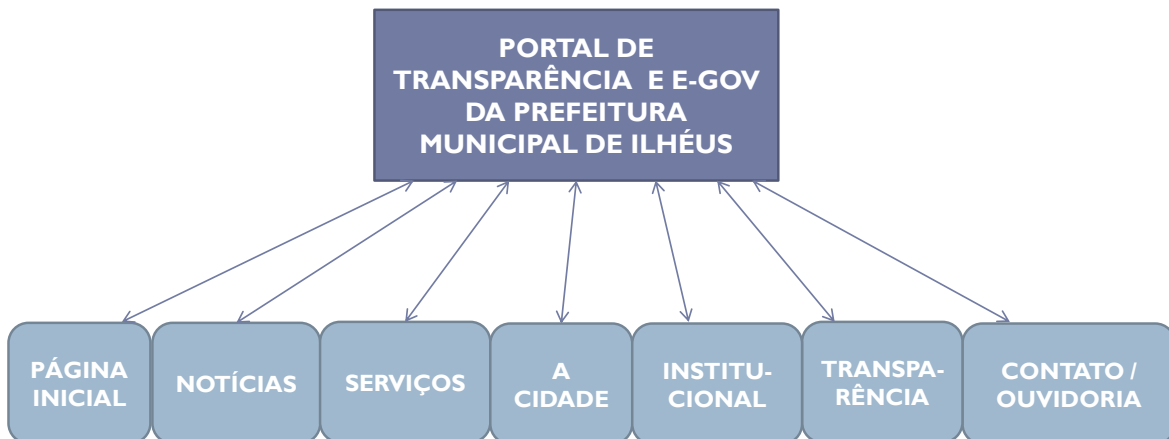 PORTAL DE
TRANSPARÊNCIA E E-GOV
DA PREFEITURA
MUNICIPAL DE ILHÉUS
PÁGINA
INICIAL
NOTÍCIAS
SERVIÇOS
A
CIDADE
INSTITU-
CIONAL
TRANSPA-
RÊNCIA
CONTATO /
OUVIDORIA